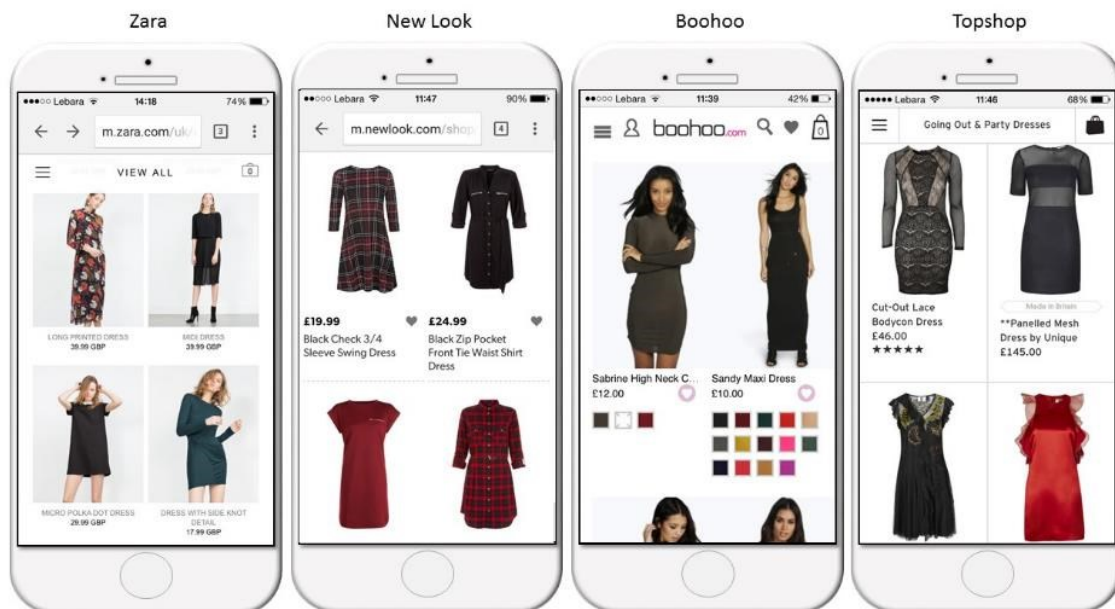 Zara
New Look
Boohoo
Topshop
Lebara 14:18 74%
m.zara.com/uk/
3
VIEW ALL
0
LONG PRINTED DRESS
39.99 GBP
MIDI DRESS
39.99 GBP
MICRO POLKA DOT DRESS
29.99 GBP
DRESS WITH SIDE KNOT
DETAIL
17.99 GBP
Lebara 11:47 90%
m.newlook.com/shop
4
£19.99
Black Check 3/4
Sleeve Swing Dress
£24.99
Black Zip Pocket
Front Tie Waist Shirt
Dress
Lebara 11:39 42%
boohoo.com
0
Sabrine High Neck C...
£12.00
Sandy Maxi Dress
£10.00
Lebara 11:46 68%
Going Out & Party Dresses
Cut-Out Lace
Bodycon Dress
£46.00
★★★★★
Made in Britain
**Panelled Mesh
Dress by Unique
£145.00